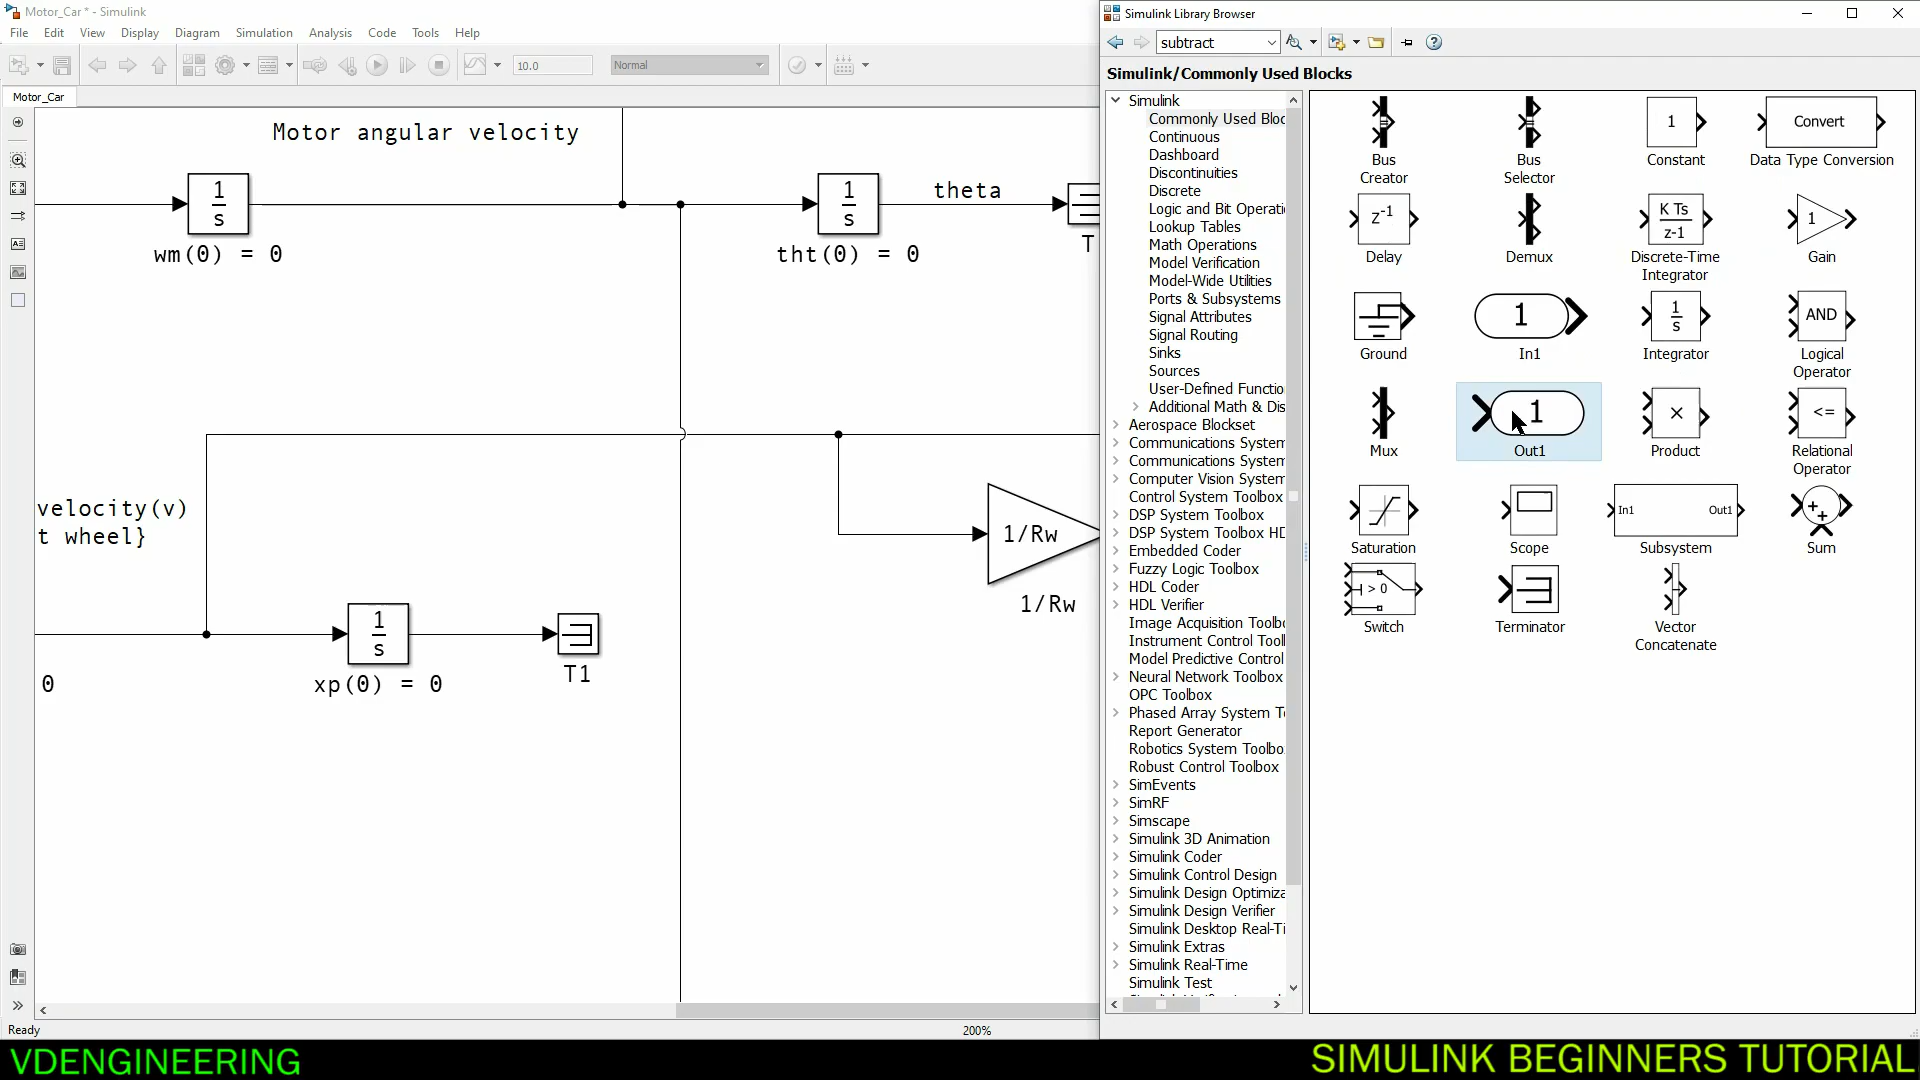 Motor_Car * - Simulink
File Edit View Display Diagram Simulation Analysis Code Tools Help
10.0
Normal
Motor_Car
Motor angular velocity
1
s
wm(0) = 0
1
s
tht(0) = 0
theta
T
velocity(v)
t wheel}
1/Rw
1/Rw
0
1
s
xp(0) = 0
T1
Ready
200%
Simulink Library Browser
subtract
Simulink/Commonly Used Blocks
Simulink
Commonly Used Bloc
Continuous
Dashboard
Discontinuities
Discrete
Logic and Bit Operati
Lookup Tables
Math Operations
Model Verification
Model-Wide Utilities
Ports & Subsystems
Signal Attributes
Signal Routing
Sinks
Sources
User-Defined Functio
Additional Math & Dis
Aerospace Blockset
Communications System
Communications System
Computer Vision System
Control System Toolbox
DSP System Toolbox
DSP System Toolbox HD
Embedded Coder
Fuzzy Logic Toolbox
HDL Coder
HDL Verifier
Image Acquisition Toolbo
Instrument Control Tool
Model Predictive Control
Neural Network Toolbox
OPC Toolbox
Phased Array System T
Report Generator
Robotics System Toolbo
Robust Control Toolbox
SimEvents
SimRF
Simscape
Simulink 3D Animation
Simulink Coder
Simulink Control Design
Simulink Design Optimiza
Simulink Design Verifier
Simulink Desktop Real-Ti
Simulink Extras
Simulink Real-Time
Simulink Test
Bus
Creator
Bus
Selector
1
Constant
Convert
Data Type Conversion
z-1
Delay
Demux
K Ts
z-1
Discrete-Time
Integrator
1
Gain
Ground
1
In1
1
s
Integrator
AND
Logical
Operator
Mux
1
Out1
×
Product
<=
Relational
Operator
Saturation
Scope
In1 Out1
Subsystem
+
+
Sum
> 0
Switch
Terminator
Vector
Concatenate
VDENGINEERING
SIMULINK BEGINNERS TUTORIAL